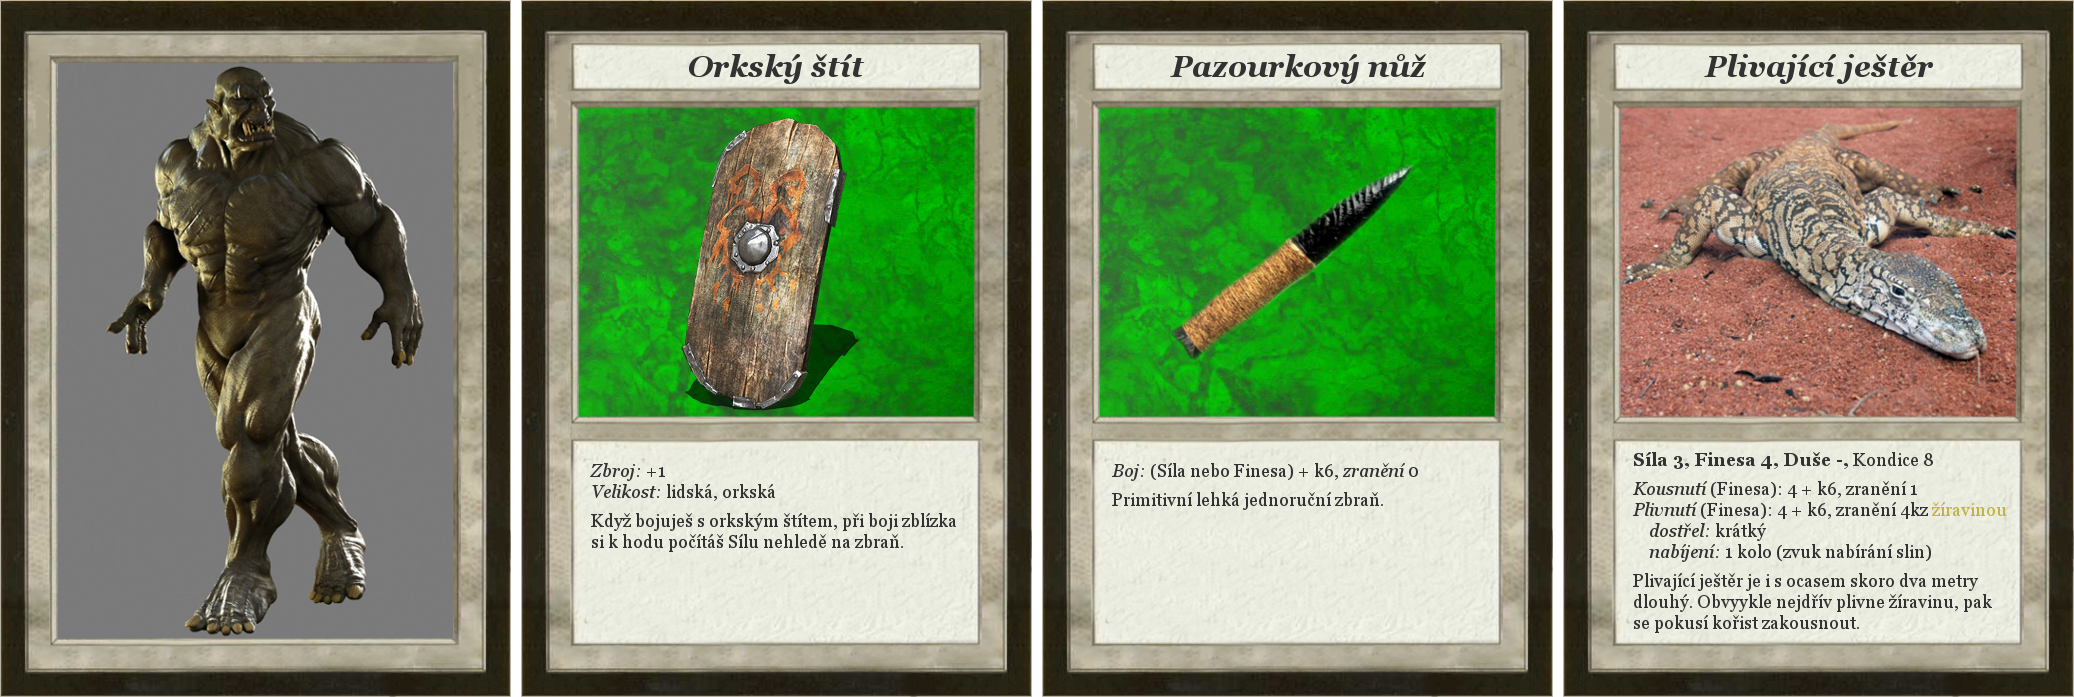 Orkský štít
Zbroj: +1
Velikost: lidská, orkská
Když bojuješ s orkským štítem, při boji zblízka
si k hodu počítáš Sílu nehledě na zbraň.
Pazourkový nůž
Boj: (Síla nebo Finesa) + k6, zranění 0
Primitivní lehká jednoruční zbraň.
Plivající ještěr
Síla 3, Finesa 4, Duše -, Kondice 8
Kousnutí (Finesa): 4 + k6, zranění 1
Plivnutí (Finesa): 4 + k6, zranění 4kz žíravinou
dostřel: krátký
nabíjení: 1 kolo (zvuk nabírání slin)
Plivající ještěr je i s ocasem skoro dva metry
dlouhý. Obvyykle nejdřív plivne žíravinu, pak
se pokusí kořist zakousnout.